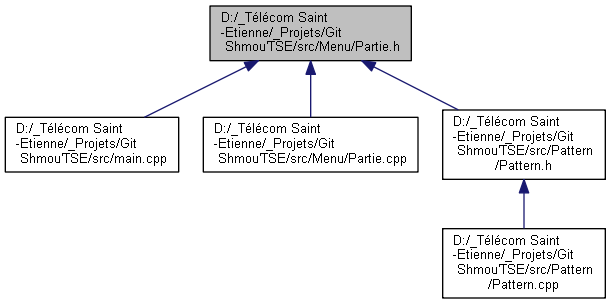 D:/_Télécom Saint
-Etienne/_Projets/Git
ShmouTSE/src/Menu/Partie.h
D:/_Télécom Saint
-Etienne/_Projets/Git
ShmouTSE/src/main.cpp
D:/_Télécom Saint
-Etienne/_Projets/Git
ShmouTSE/src/Menu/Partie.cpp
D:/_Télécom Saint
-Etienne/_Projets/Git
ShmouTSE/src/Pattern
/Pattern.h
D:/_Télécom Saint
-Etienne/_Projets/Git
ShmouTSE/src/Pattern
/Pattern.cpp